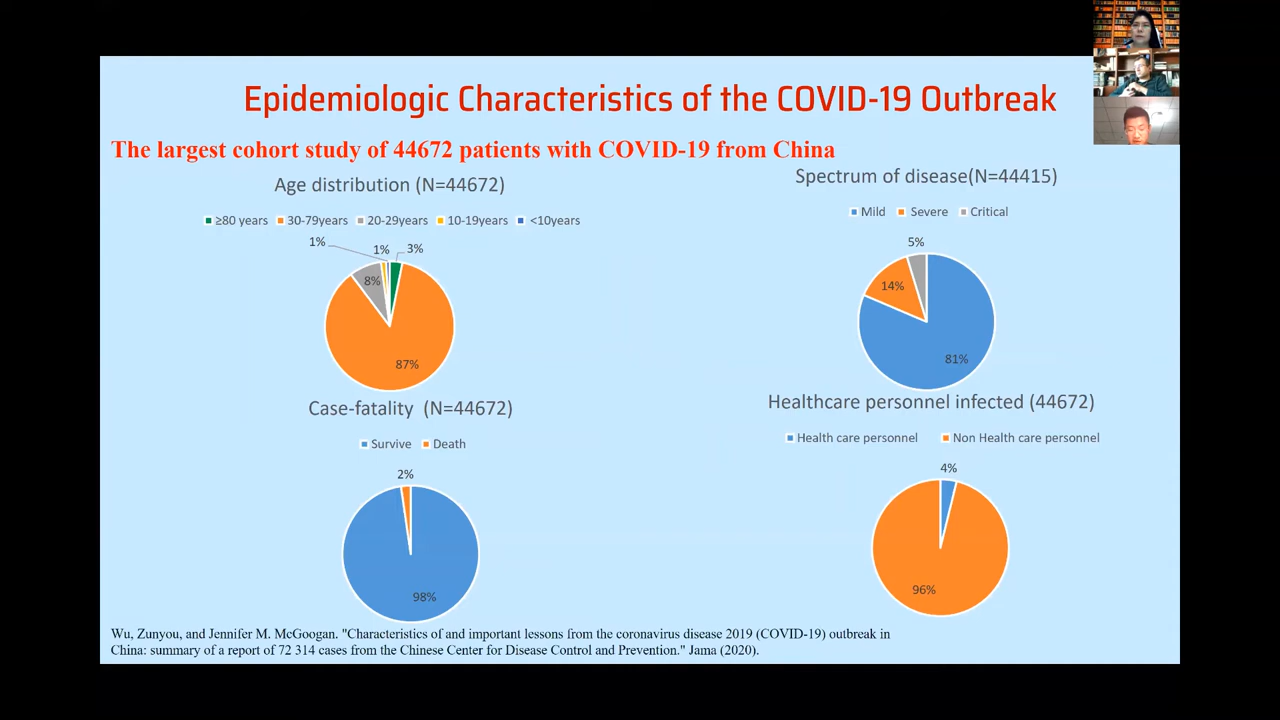 Epidemiologic Characteristics of the COVID-19 Outbreak
The largest cohort study of 44672 patients with COVID-19 from China
Age distribution (N=44672)
≥80 years 30-79years 20-29years 10-19years <10years
1% 1% 3%
8%
87%
Spectrum of disease(N=44415)
Mild Severe Critical
5%
14%
81%
Case-fatality (N=44672)
Survive Death
2%
98%
Healthcare personnel infected (44672)
Health care personnel Non Health care personnel
4%
96%
Wu, Zunyou, and Jennifer M. McGoogan. "Characteristics of and important lessons from the coronavirus disease 2019 (COVID-19) outbreak in
China: summary of a report of 72 314 cases from the Chinese Center for Disease Control and Prevention." Jama (2020).